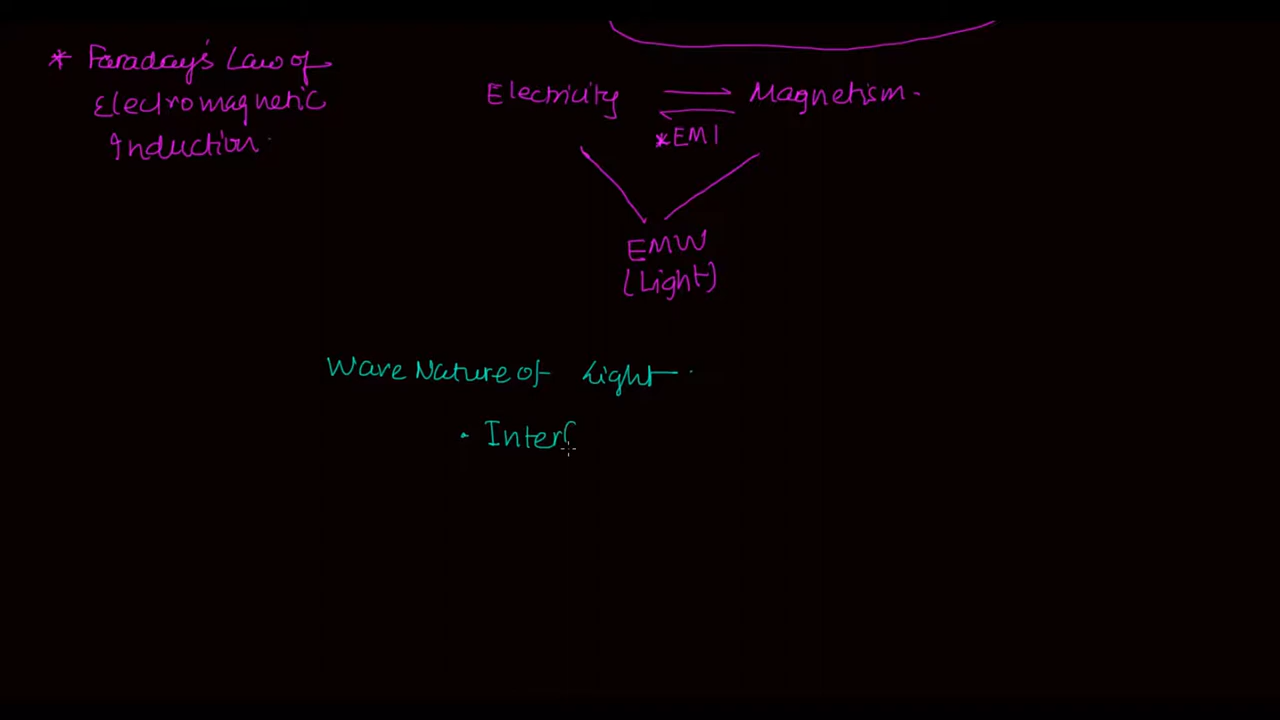 * Faraday's Law of
Electromagnetic
Induction.
Electricity ⇌ Magnetism.
*EMI
EMW
(Light)
Wave Nature of Light.
• Interf